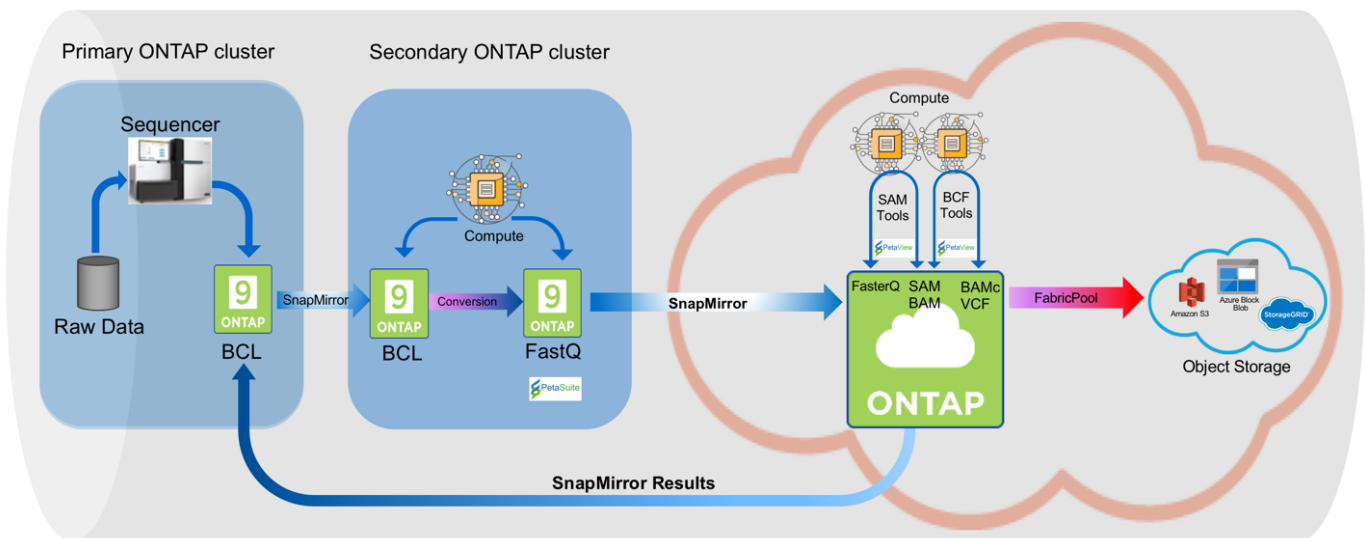 Primary ONTAP cluster
Secondary ONTAP cluster
Sequencer
Raw Data
9
ONTAP
BCL
SnapMirror
Compute
9
ONTAP
BCL
Conversion
9
ONTAP
FastQ
PetaSuite
SnapMirror
Compute
SAM
Tools
BCF
Tools
PetaView
PetaView
FasterQ
SAM
BAM
BAMc
VCF
ONTAP
FabricPool
Amazon S3
Azure Block
Blob
StorageGRID
Object Storage
SnapMirror Results